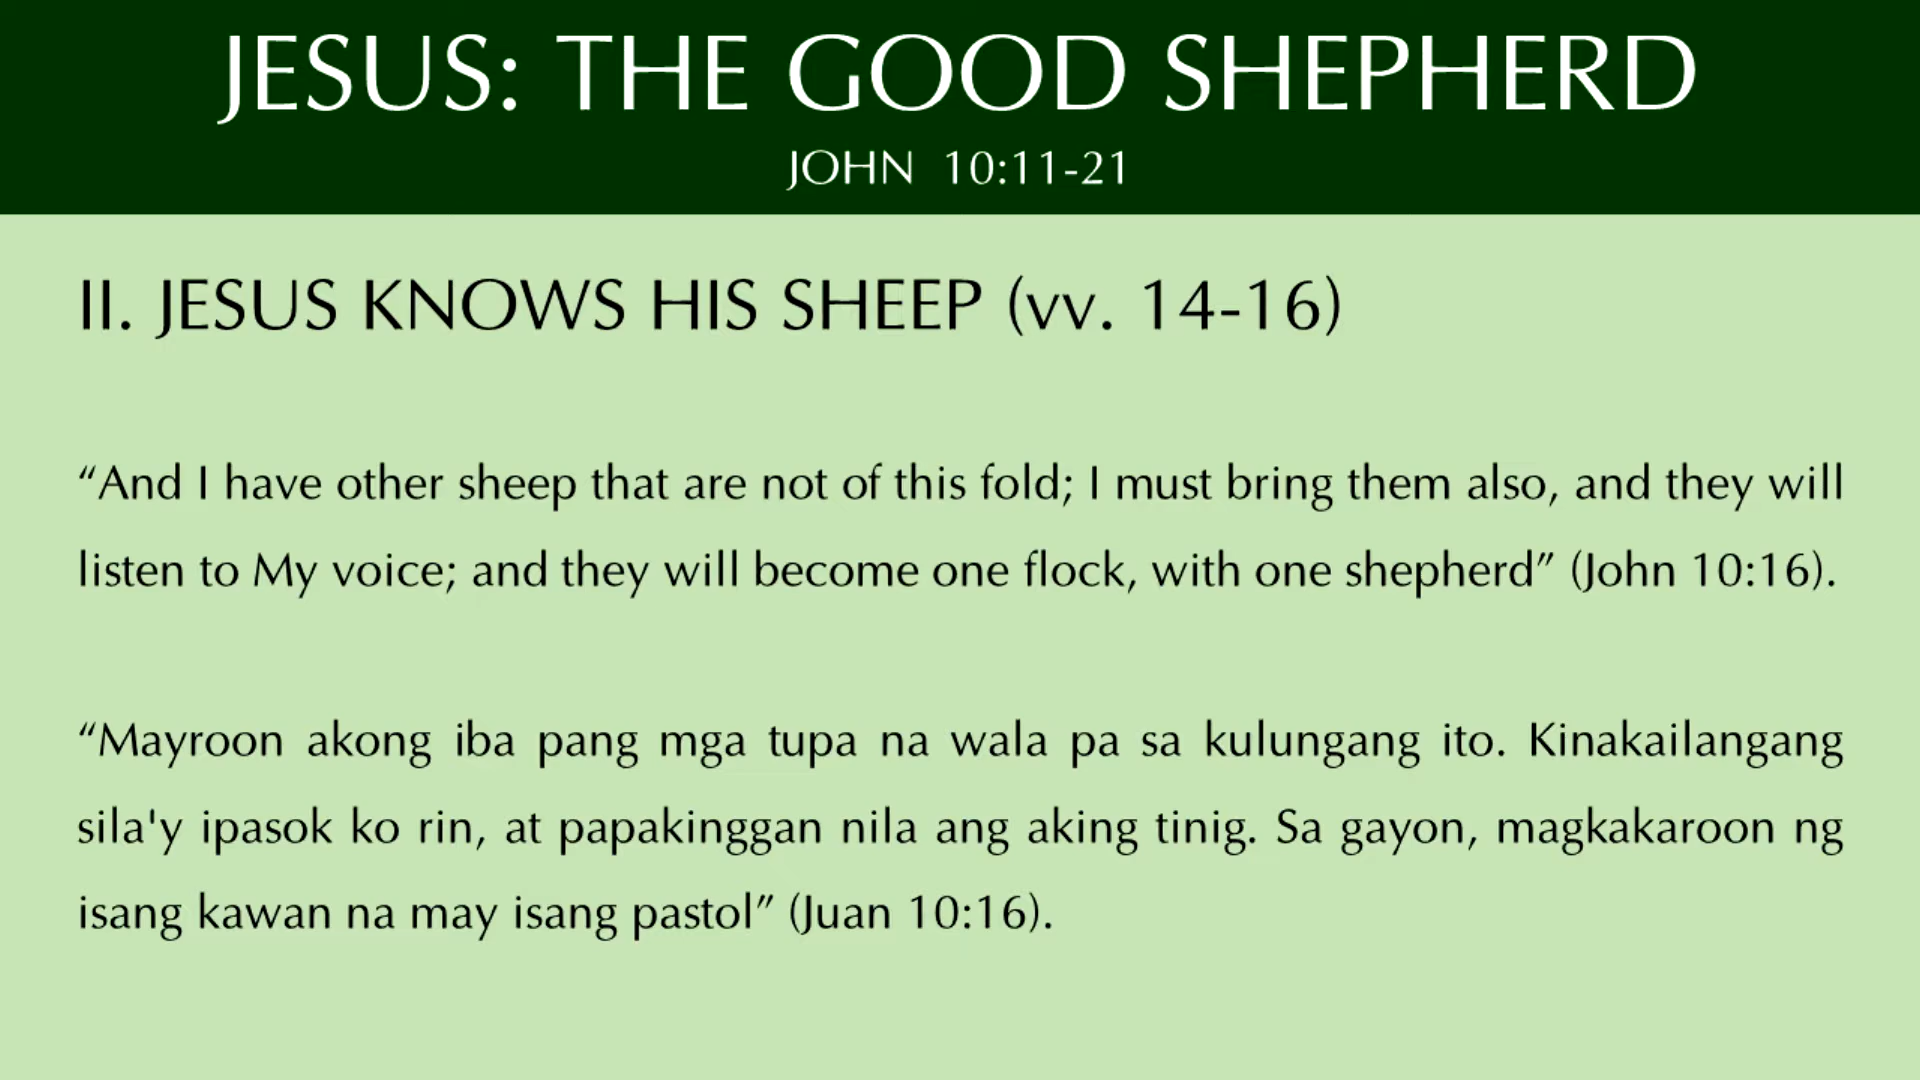 JESUS: THE GOOD SHEPHERD
JOHN 10:11-21
II. JESUS KNOWS HIS SHEEP (vv. 14-16)
“And I have other sheep that are not of this fold; I must bring them also, and they will
listen to My voice; and they will become one flock, with one shepherd” (John 10:16).
“Mayroon akong iba pang mga tupa na wala pa sa kulungang ito. Kinakailangang
sila'y ipasok ko rin, at papakinggan nila ang aking tinig. Sa gayon, magkakaroon ng
isang kawan na may isang pastol” (Juan 10:16).